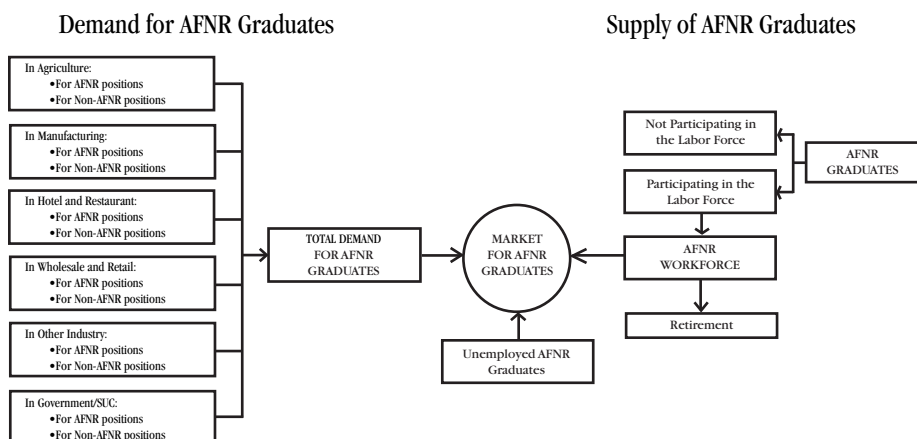 Demand for AFNR Graduates
In Agriculture:
•For AFNR positions
•For Non-AFNR positions
In Manufacturing:
•For AFNR positions
•For Non-AFNR positions
In Hotel and Restaurant:
•For AFNR positions
•For Non-AFNR positions
In Wholesale and Retail:
•For AFNR positions
•For Non-AFNR positions
In Other Industry:
•For AFNR positions
•For Non-AFNR positions
In Government/SUC:
•For AFNR positions
•For Non-AFNR positions
TOTAL DEMAND
FOR AFNR
GRADUATES
MARKET
FOR AFNR
GRADUATES
Unemployed AFNR
Graduates
Supply of AFNR Graduates
Not Participating in
the Labor Force
Participating in the
Labor Force
AFNR
GRADUATES
AFNR
WORKFORCE
Retirement